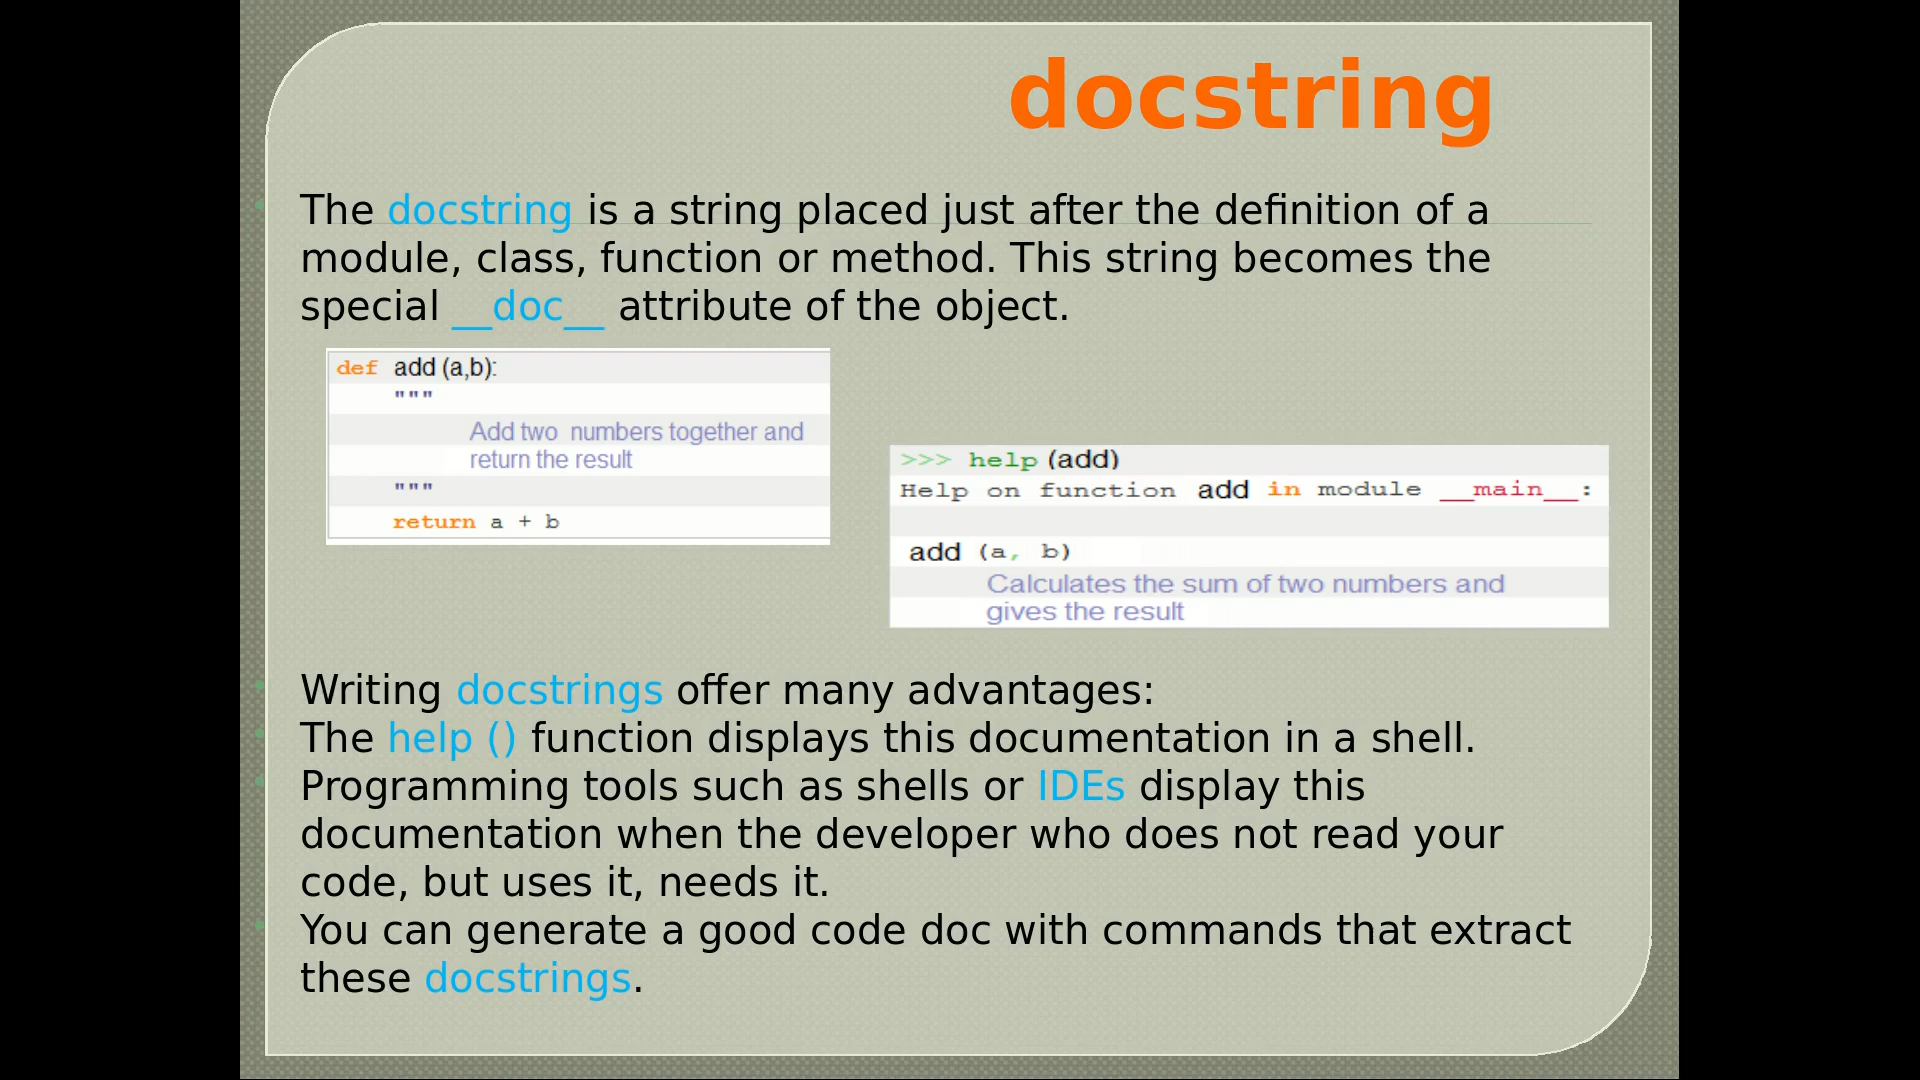 docstring
The docstring is a string placed just after the definition of a
module, class, function or method. This string becomes the
special __doc__ attribute of the object.
def add (a,b):
"""
Add two numbers together and
return the result
"""
return a + b
>>> help (add)
Help on function add in module __main__:
add (a, b)
Calculates the sum of two numbers and
gives the result
Writing docstrings offer many advantages:
The help () function displays this documentation in a shell.
Programming tools such as shells or IDEs display this
documentation when the developer who does not read your
code, but uses it, needs it.
You can generate a good code doc with commands that extract
these docstrings.